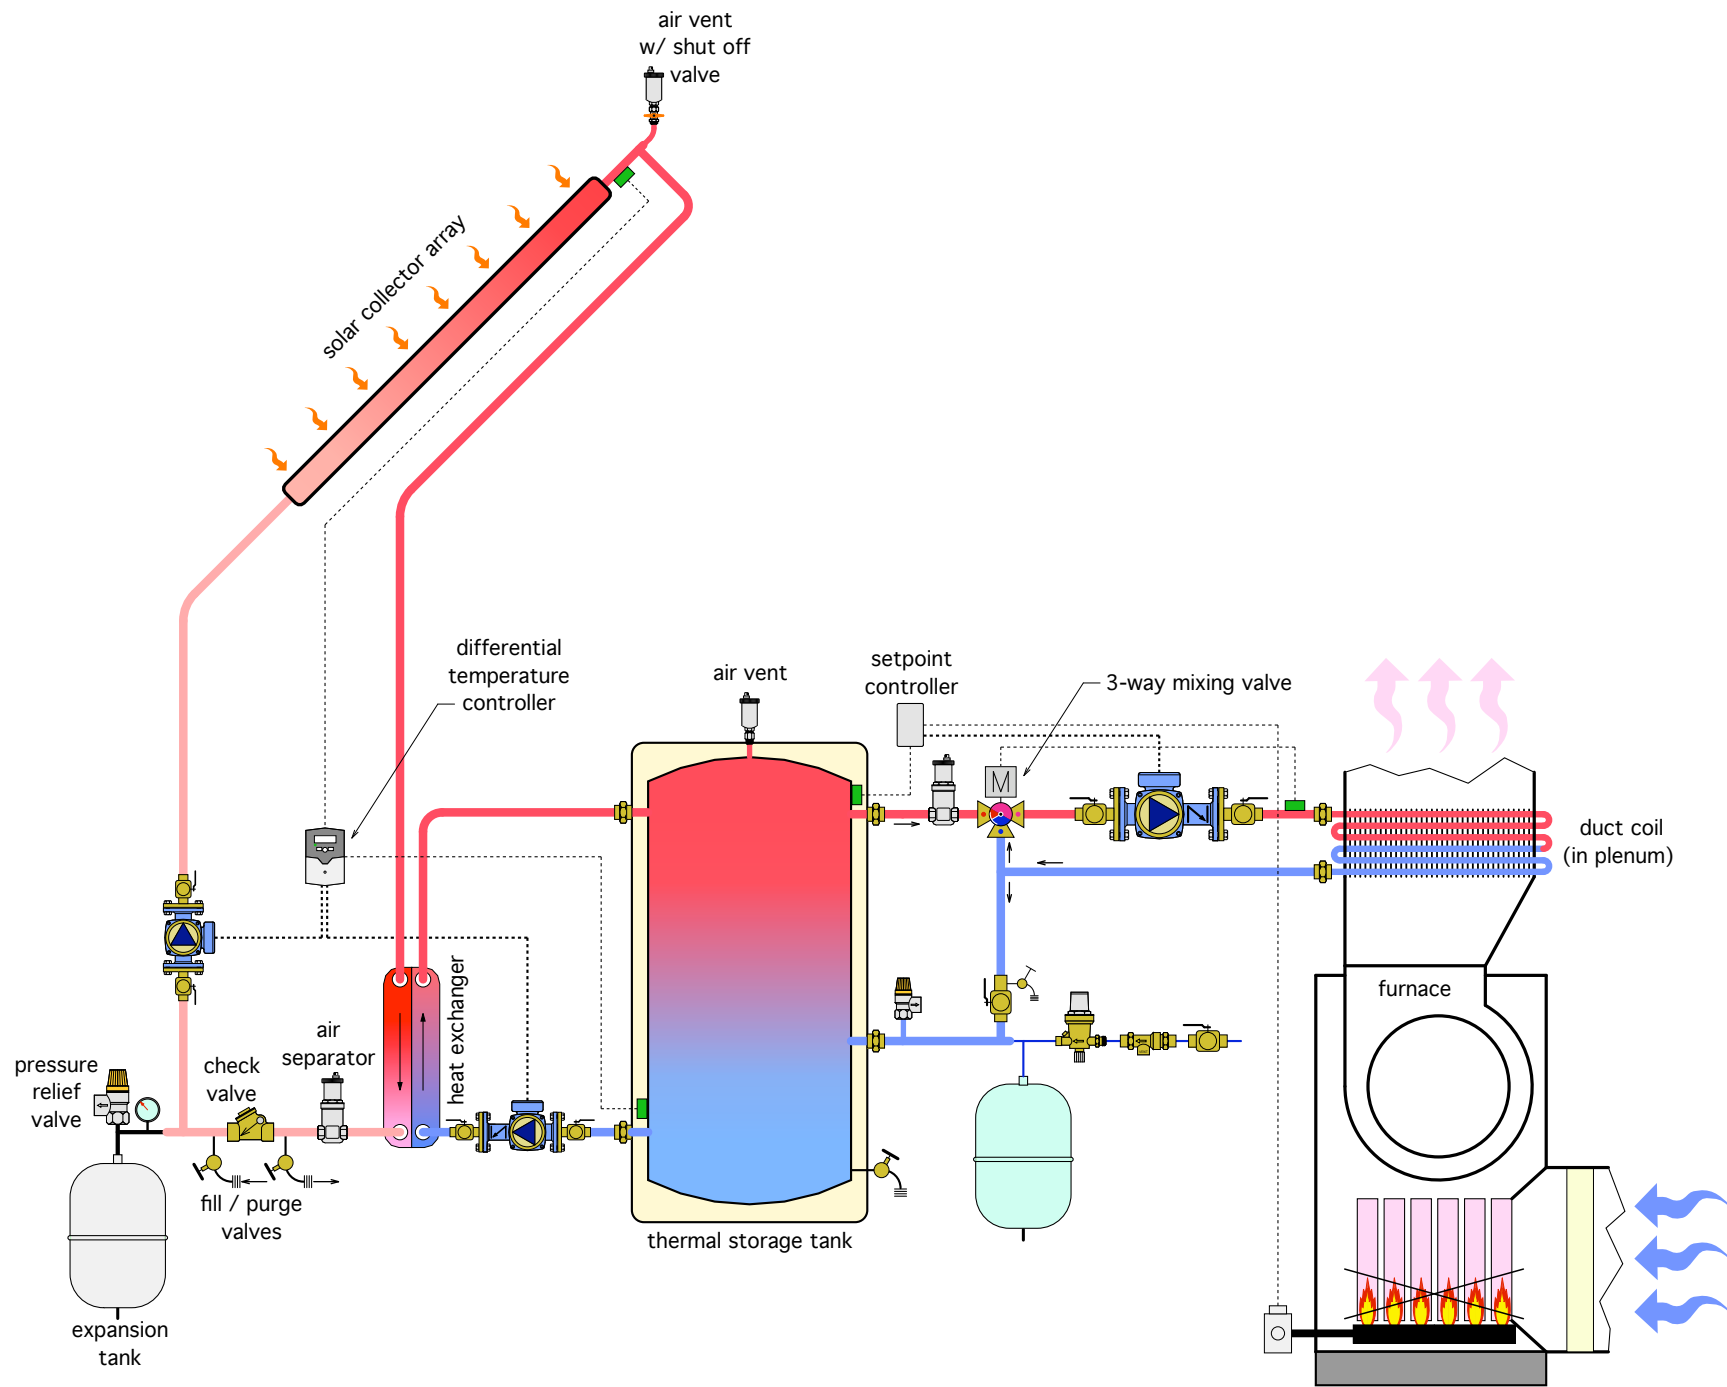 air vent
w/ shut off
valve
solar collector array
differential
temperature
controller
air vent
setpoint
controller
3-way mixing valve
M
duct coil
(in plenum)
heat exchanger
furnace
air
separator
check
valve
pressure
relief
valve
fill / purge
valves
thermal storage tank
expansion
tank